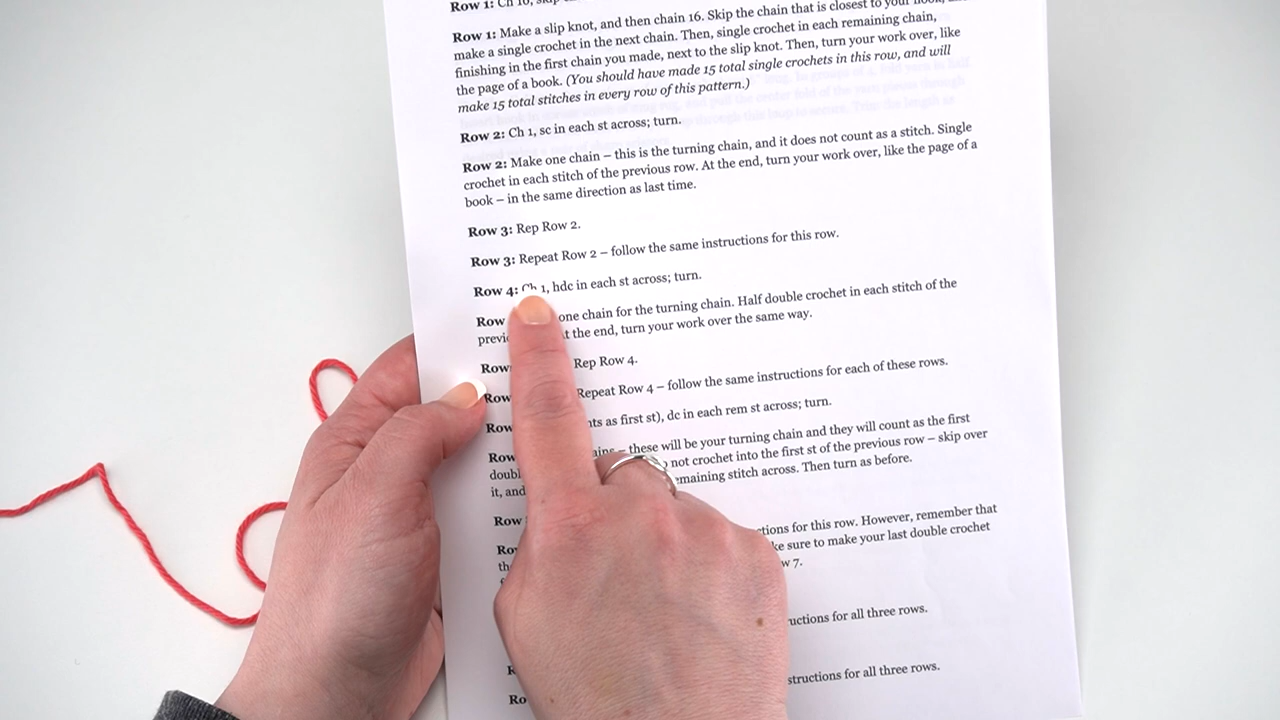 Row 1: Ch 16, skip
Row 1: Make a slip knot, and then chain 16. Skip the chain that is closest to your hook, and
make a single crochet in the next chain. Then, single crochet in each remaining chain,
finishing in the first chain you made, next to the slip knot. Then, turn your work over, like
the page of a book. (You should have made 15 total single crochets in this row, and will
make 15 total stitches in every row of this pattern.)
Row 2: Ch 1, sc in each st across; turn.
Row 2: Make one chain – this is the turning chain, and it does not count as a stitch. Single
crochet in each stitch of the previous row. At the end, turn your work over, like the page of a
book – in the same direction as last time.
Row 3: Rep Row 2.
Row 3: Repeat Row 2 – follow the same instructions for this row.
Row 4: Ch 1, hdc in each st across; turn.
Row one chain for the turning chain. Half double crochet in each stitch of the
At the end, turn your work over the same way.
Row Rep Row 4.
Row Repeat Row 4 – follow the same instructions for each of these rows.
Row as first st), dc in each rem st across; turn.
Row – these will be your turning chain and they will count as the first
not crochet into the first st of the previous row – skip over
it, and stitch across. Then turn as before.
Row
for this row. However, remember that
sure to make your last double crochet
7.
for all three rows.
for all three rows.